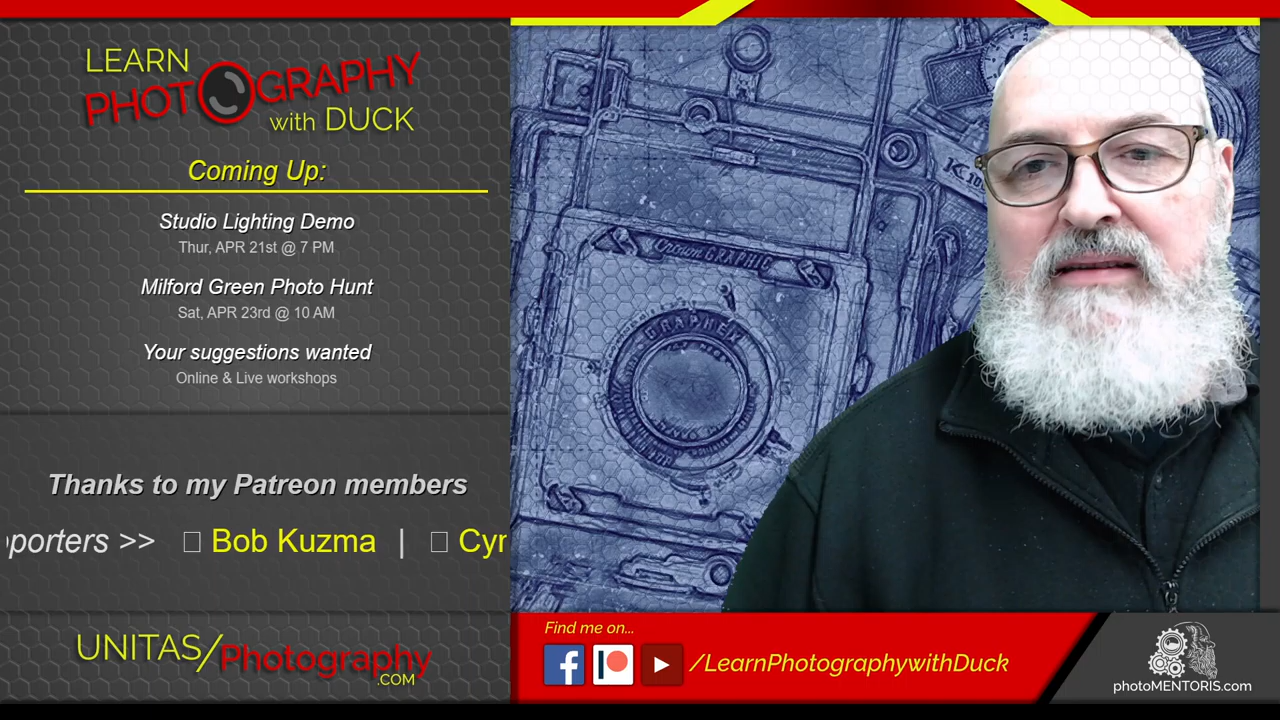 LEARN
PHOTOGRAPHY
with DUCK
Coming Up:
Studio Lighting Demo
Thur, APR 21st @ 7 PM
Milford Green Photo Hunt
Sat, APR 23rd @ 10 AM
Your suggestions wanted
Online & Live workshops
Thanks to my Patreon members
porters >> Bob Kuzma | Cyr
UNITAS/Photography
.COM
GRAPHIC
GRAPHEX
Find me on...
/LearnPhotographywithDuck
photoMENTORIS.com